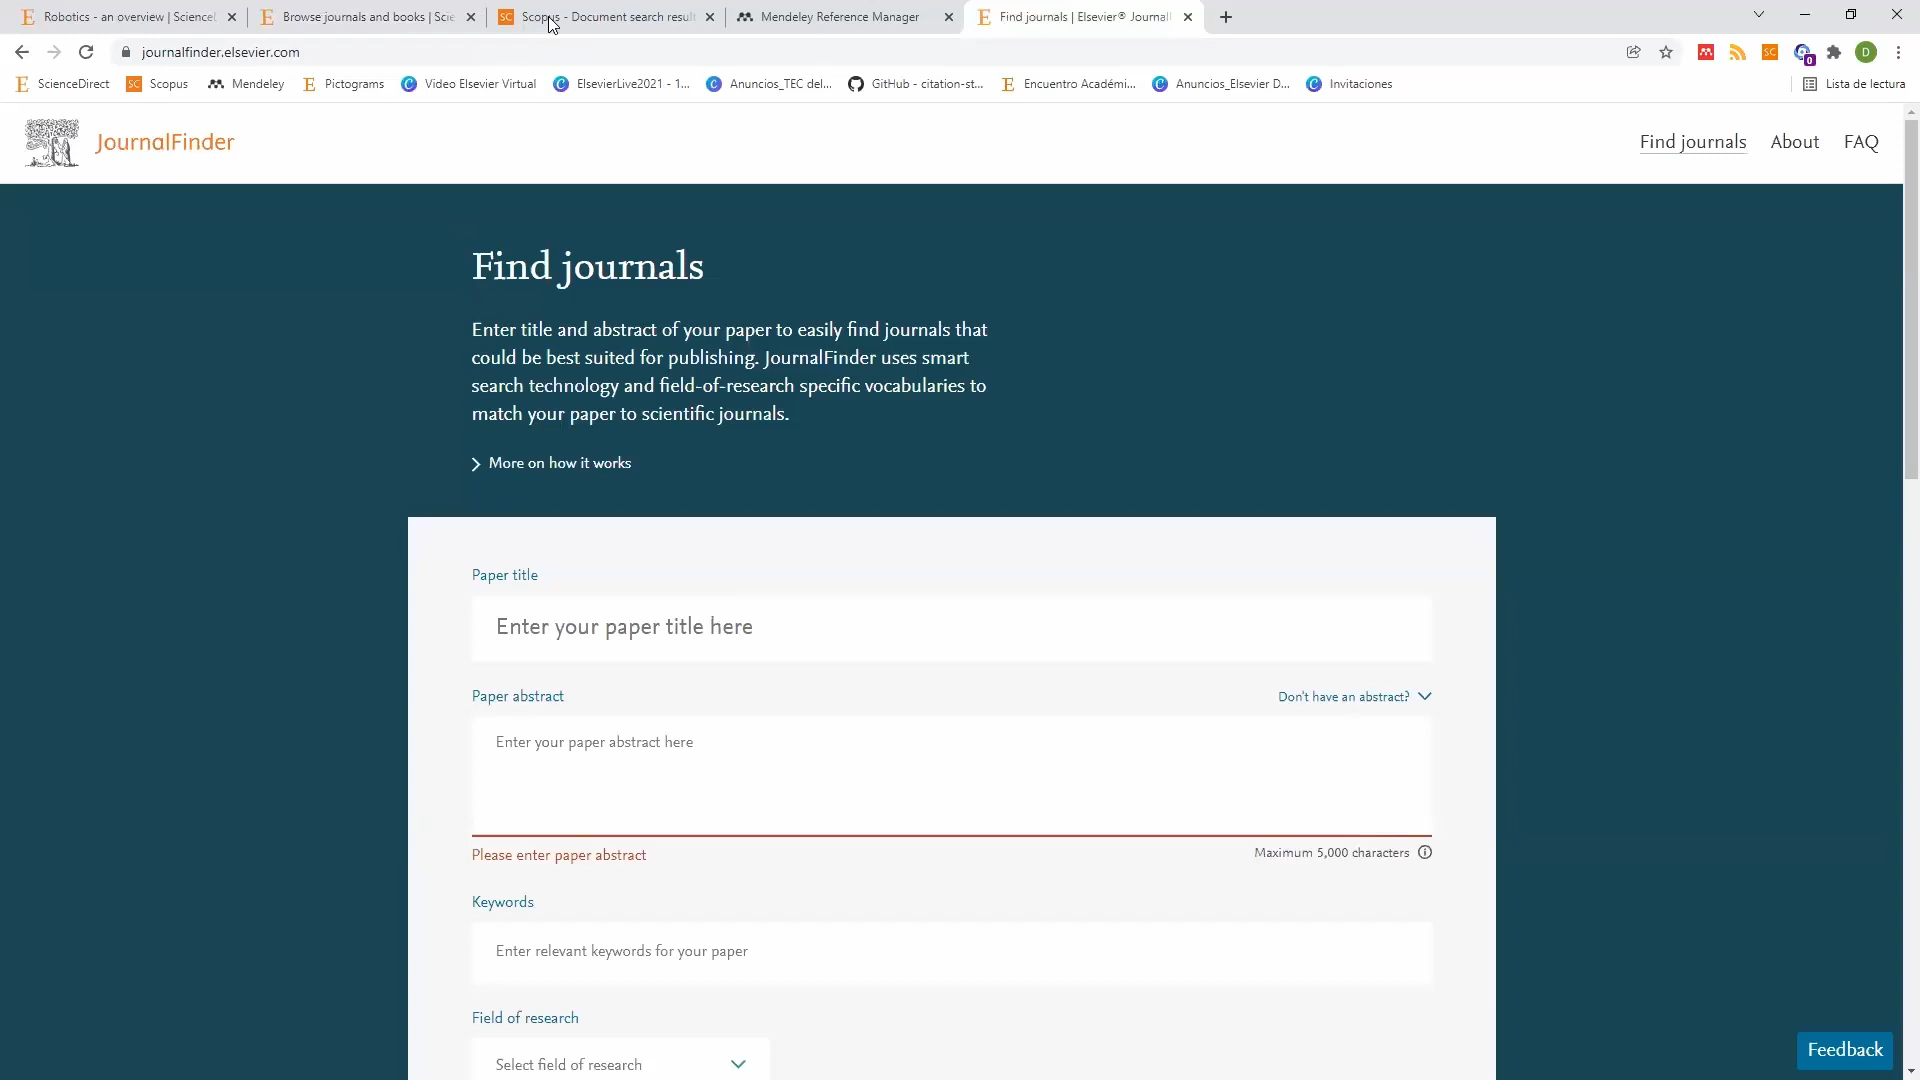 Robotics - an overview | Science
Browse journals and books | Scie
SC Scopus - Document search result
Mendeley Reference Manager
Find journals | Elsevier® Journal
journalfinder.elsevier.com
SC
0
D
ScienceDirect
SC Scopus
Mendeley
Pictograms
Video Elsevier Virtual
ElsevierLive2021 - 1...
Anuncios_TEC del...
GitHub - citation-st...
Encuentro Académi...
Anuncios_Elsevier D...
Invitaciones
Lista de lectura
JournalFinder
Find journals
About
FAQ
Find journals
Enter title and abstract of your paper to easily find journals that
could be best suited for publishing. JournalFinder uses smart
search technology and field-of-research specific vocabularies to
match your paper to scientific journals.
More on how it works
Paper title
Enter your paper title here
Paper abstract
Don't have an abstract?
Enter your paper abstract here
Please enter paper abstract
Maximum 5,000 characters
Keywords
Enter relevant keywords for your paper
Field of research
Select field of research
Feedback